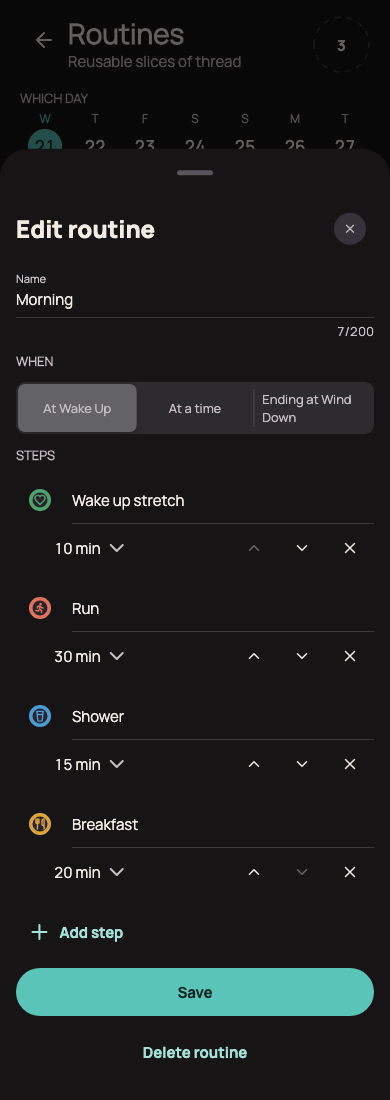 Routines
Reusable slices of thread
3
WHICH DAY
W T F S S M T
21 22 23 24 25 26 27
Edit routine
Name
Morning
7/200
WHEN
At Wake Up
At a time
Ending at Wind
Down
STEPS
Wake up stretch
10 min
Run
30 min
Shower
15 min
Breakfast
20 min
Add step
Save
Delete routine